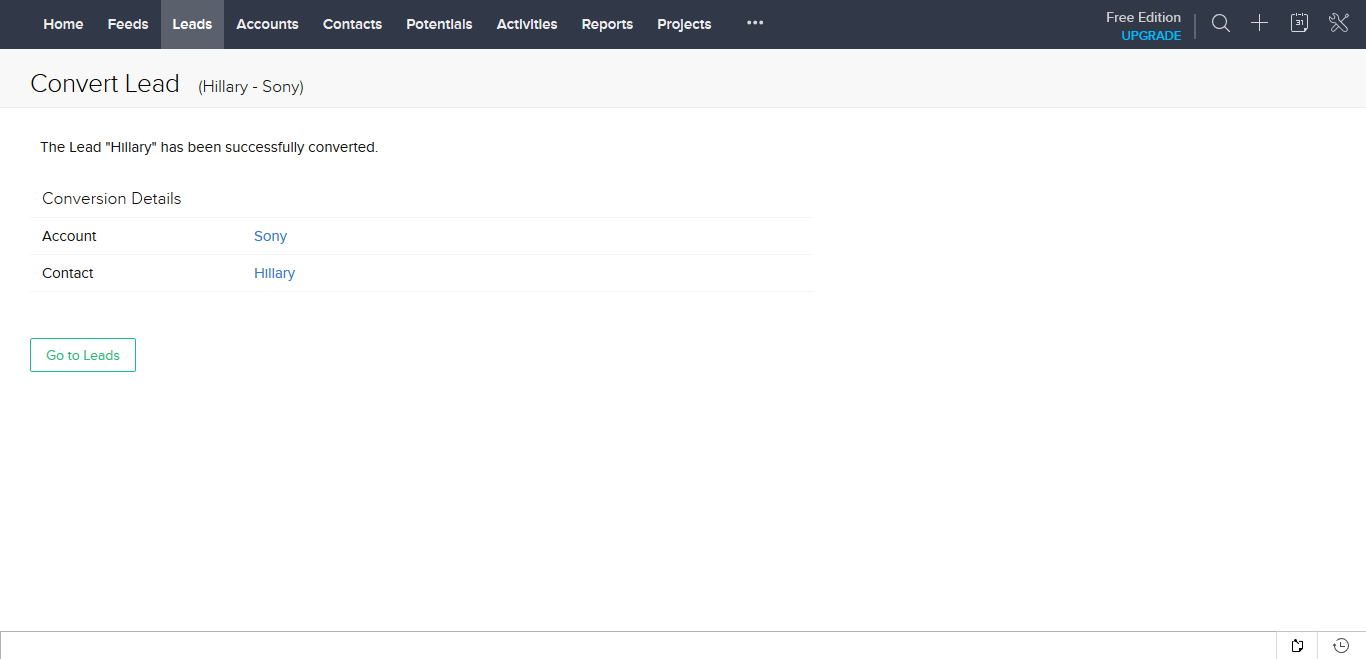 Home Feeds Leads Accounts Contacts Potentials Activities Reports Projects ••• Free Edition
UPGRADE
31
Convert Lead (Hillary - Sony)
The Lead "Hillary" has been successfully converted.
Conversion Details
Account Sony
Contact Hillary
Go to Leads